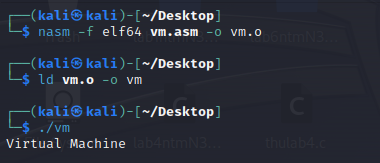 ┌──(kali㉿kali)-[~/Desktop]
└─$ nasm -f elf64 vm.asm -o vm.o
┌──(kali㉿kali)-[~/Desktop]
└─$ ld vm.o -o vm
┌──(kali㉿kali)-[~/Desktop]
└─$ ./vm
Virtual Machine